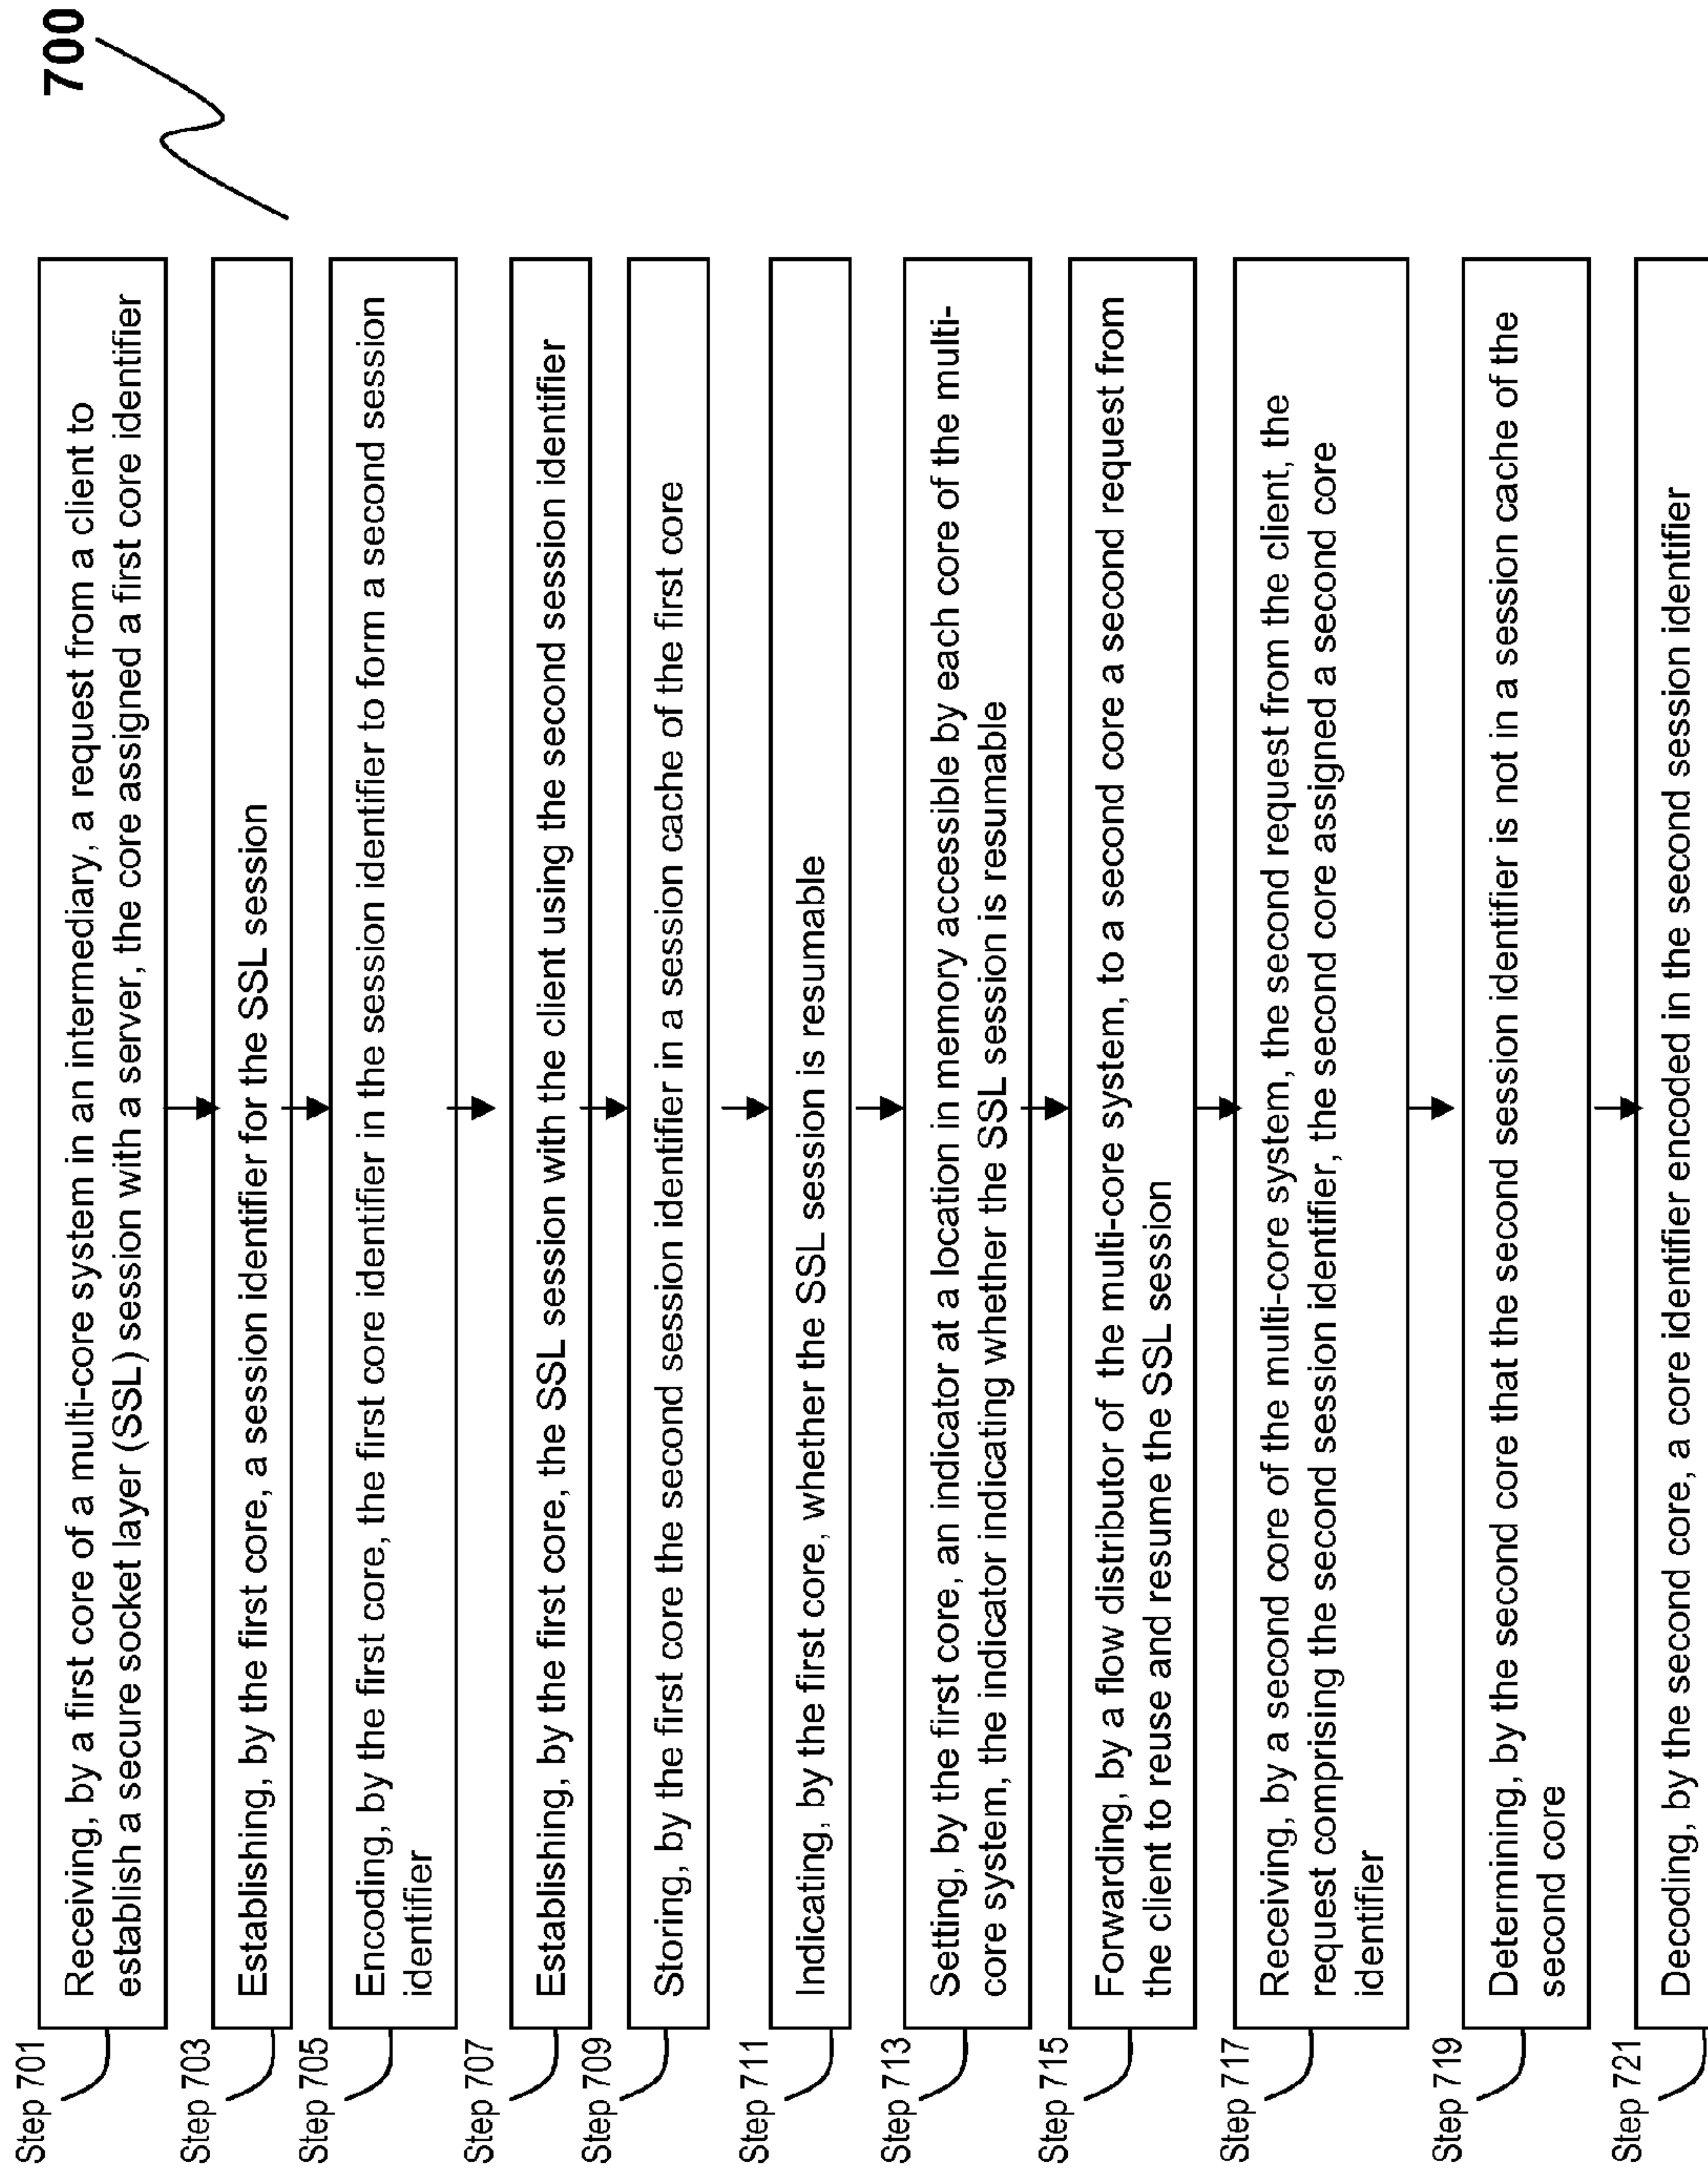 700
Step 701
Receiving, by a first core of a multi-core system in an intermediary, a request from a client to
establish a secure socket layer (SSL) session with a server, the core assigned a first core identifier
Step 703
Establishing, by the first core, a session identifier for the SSL session
Step 705
Encoding, by the first core, the first core identifier in the session identifier to form a second session
identifier
Step 707
Establishing, by the first core, the SSL session with the client using the second session identifier
Step 709
Storing, by the first core the second session identifier in a session cache of the first core
Step 711
Indicating, by the first core, whether the SSL session is resumable
Step 713
Setting, by the first core, an indicator at a location in memory accessible by each core of the multi-
core system, the indicator indicating whether the SSL session is resumable
Step 715
Forwarding, by a flow distributor of the multi-core system, to a second core a second request from
the client to reuse and resume the SSL session
Step 717
Receiving, by a second core of the multi-core system, the second request from the client, the
request comprising the second session identifier, the second core assigned a second core
identifier
Step 719
Determining, by the second core that the second session identifier is not in a session cache of the
second core
Step 721
Decoding, by the second core, a core identifier encoded in the second session identifier